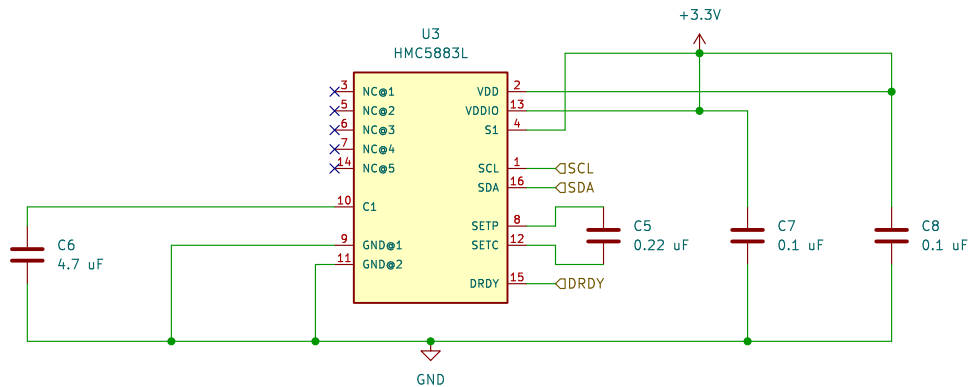 +3.3V
U3
HMC5883L
3 NC@1
5 NC@2
6 NC@3
7 NC@4
14 NC@5
10 C1
9 GND@1
11 GND@2
VDD 2
VDDIO 13
S1 4
SCL 1 SCL
SDA 16 SDA
SETP 8
SETC 12
DRDY 15 DRDY
C6
4.7 uF
C5
0.22 uF
C7
0.1 uF
C8
0.1 uF
GND